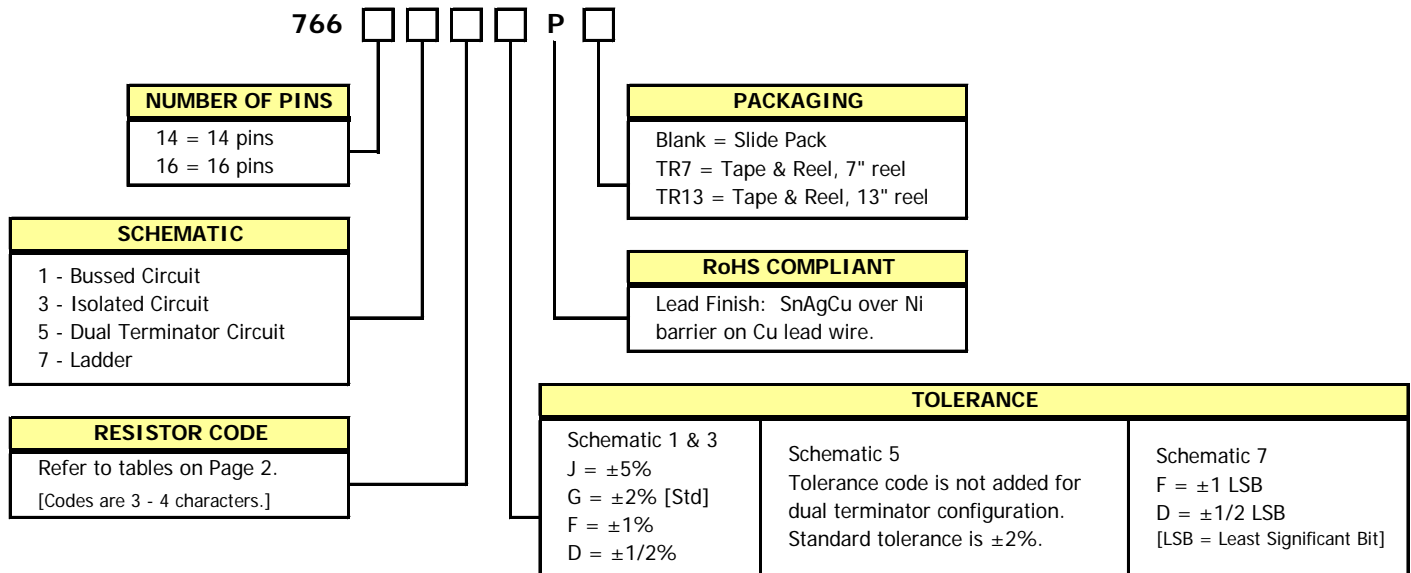 766 P
NUMBER OF PINS
14 = 14 pins
16 = 16 pins
SCHEMATIC
1 - Bussed Circuit
3 - Isolated Circuit
5 - Dual Terminator Circuit
7 - Ladder
RESISTOR CODE
Refer to tables on Page 2.
[Codes are 3 - 4 characters.]
PACKAGING
Blank = Slide Pack
TR7 = Tape & Reel, 7" reel
TR13 = Tape & Reel, 13" reel
RoHS COMPLIANT
Lead Finish: SnAgCu over Ni
barrier on Cu lead wire.
TOLERANCE
Schematic 1 & 3
J = ±5%
G = ±2% [Std]
F = ±1%
D = ±1/2%
Schematic 5
Tolerance code is not added for
dual terminator configuration.
Standard tolerance is ±2%.
Schematic 7
F = ±1 LSB
D = ±1/2 LSB
[LSB = Least Significant Bit]